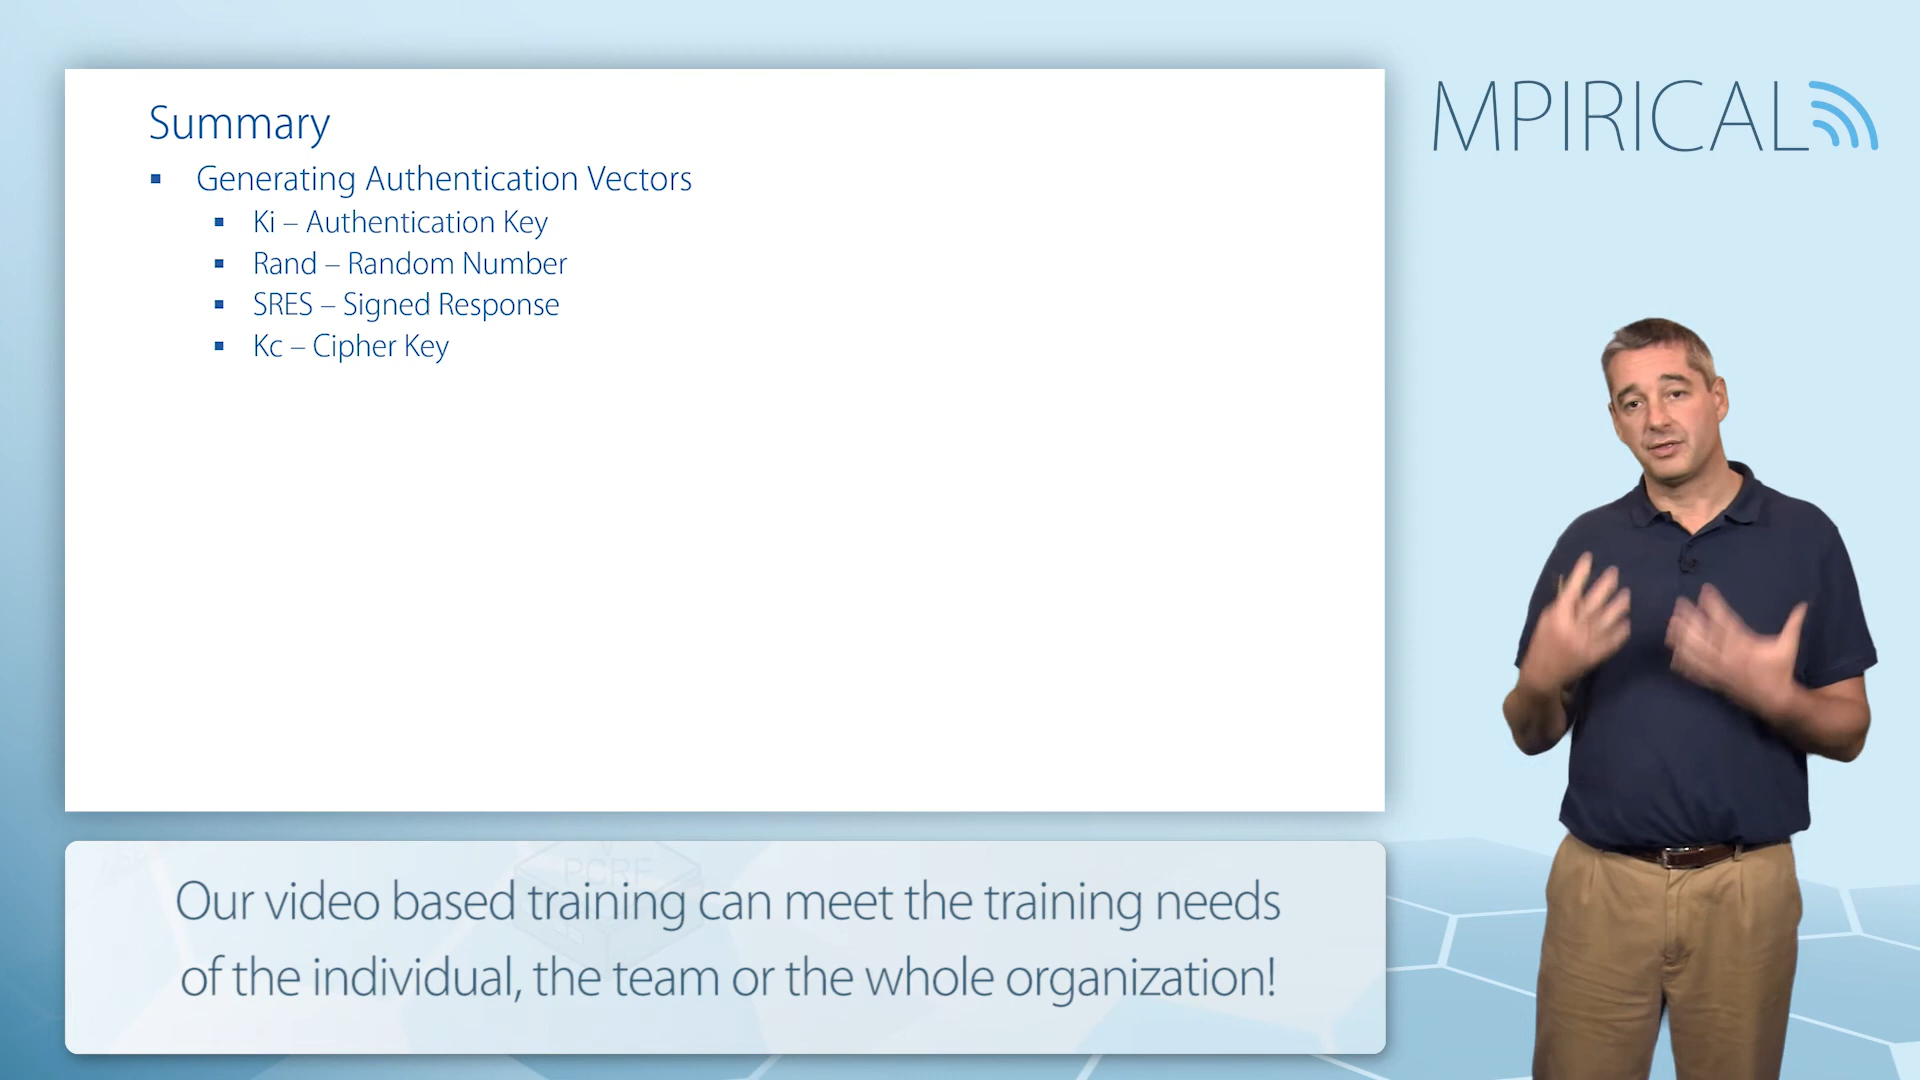 MPIRICAL
Summary
Generating Authentication Vectors
Ki – Authentication Key
Rand – Random Number
SRES – Signed Response
Kc – Cipher Key
PCRF
Our video based training can meet the training needs
of the individual, the team or the whole organization!